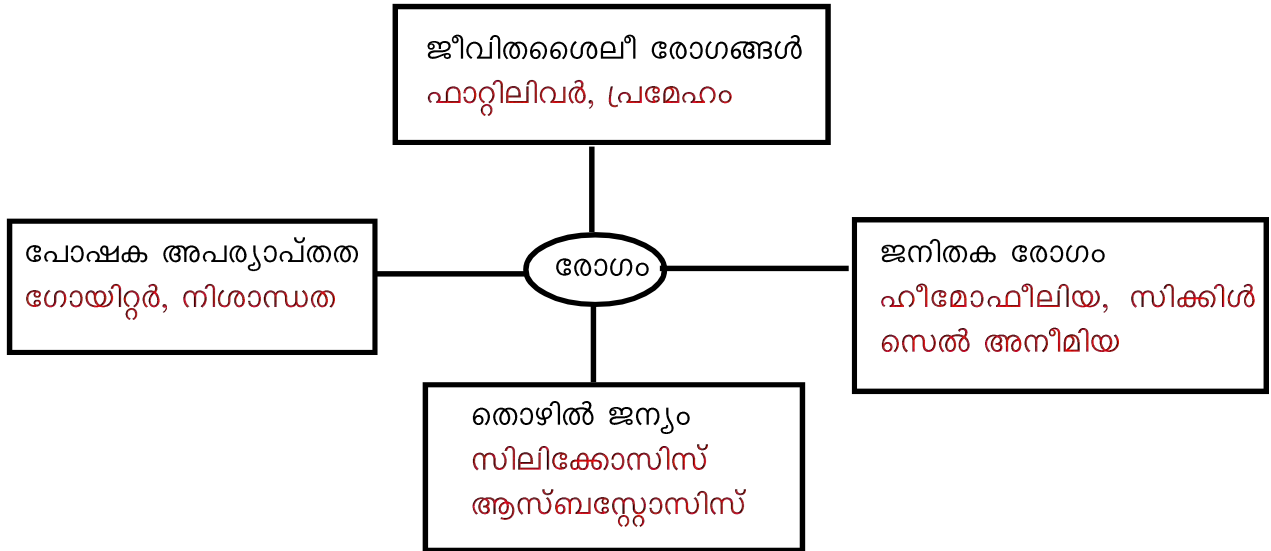 ജീവിതശൈലീ രോഗങ്ങൾ
ഫാറ്റിലിവർ, പ്രമേഹം
പോഷക അപര്യാപ്തത
ഗോയിറ്റർ, നിശാന്ധത
രോഗം
ജനിതക രോഗം
ഹീമോഫീലിയ, സിക്കിൾ
സെൽ അനീമിയ
തൊഴിൽ ജന്യം
സിലിക്കോസിസ്
ആസ്ബസ്റ്റോസിസ്